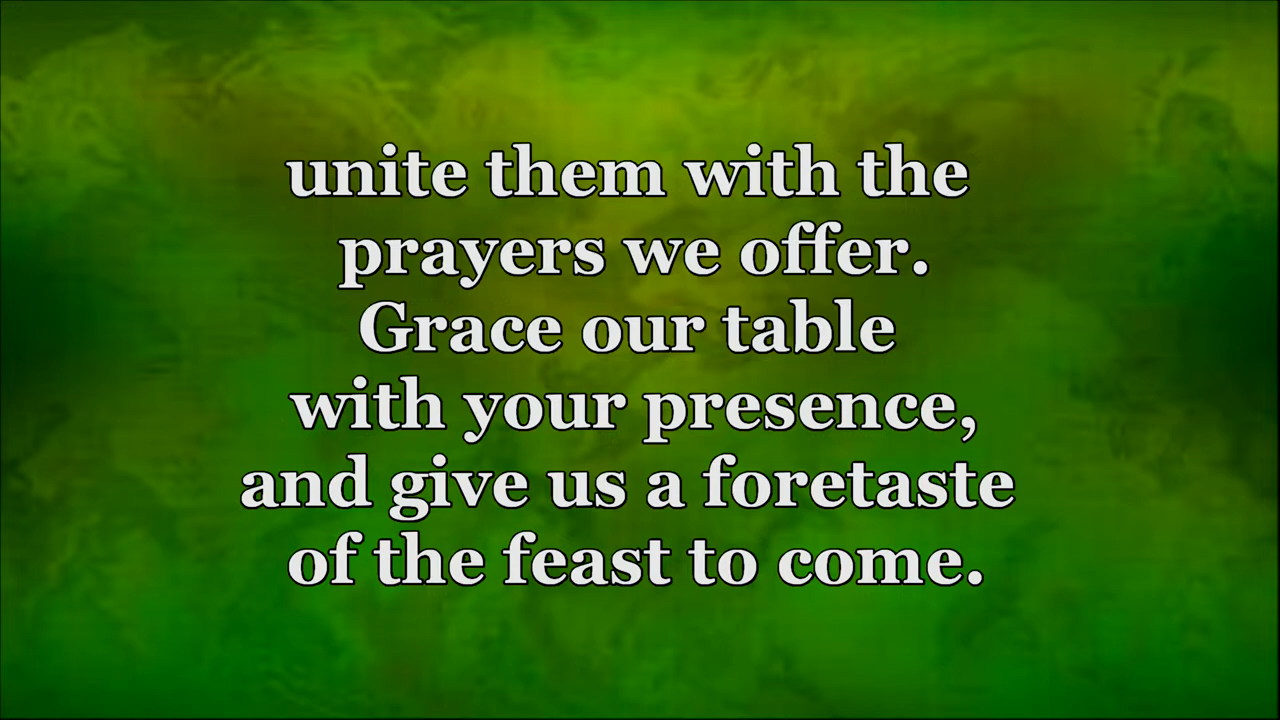 unite them with the
prayers we offer.
Grace our table
with your presence,
and give us a foretaste
of the feast to come.